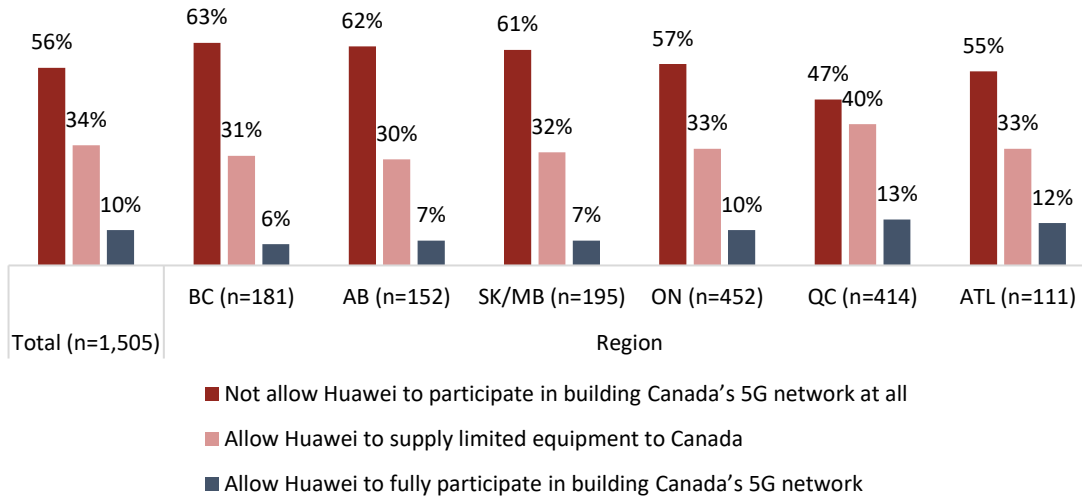 56%
34%
10%
63%
31%
6%
62%
30%
7%
61%
32%
7%
57%
33%
10%
47%
40%
13%
55%
33%
12%
BC (n=181)
AB (n=152)
SK/MB (n=195)
ON (n=452)
QC (n=414)
ATL (n=111)
Total (n=1,505)
Region
Not allow Huawei to participate in building Canada’s 5G network at all
Allow Huawei to supply limited equipment to Canada
Allow Huawei to fully participate in building Canada’s 5G network